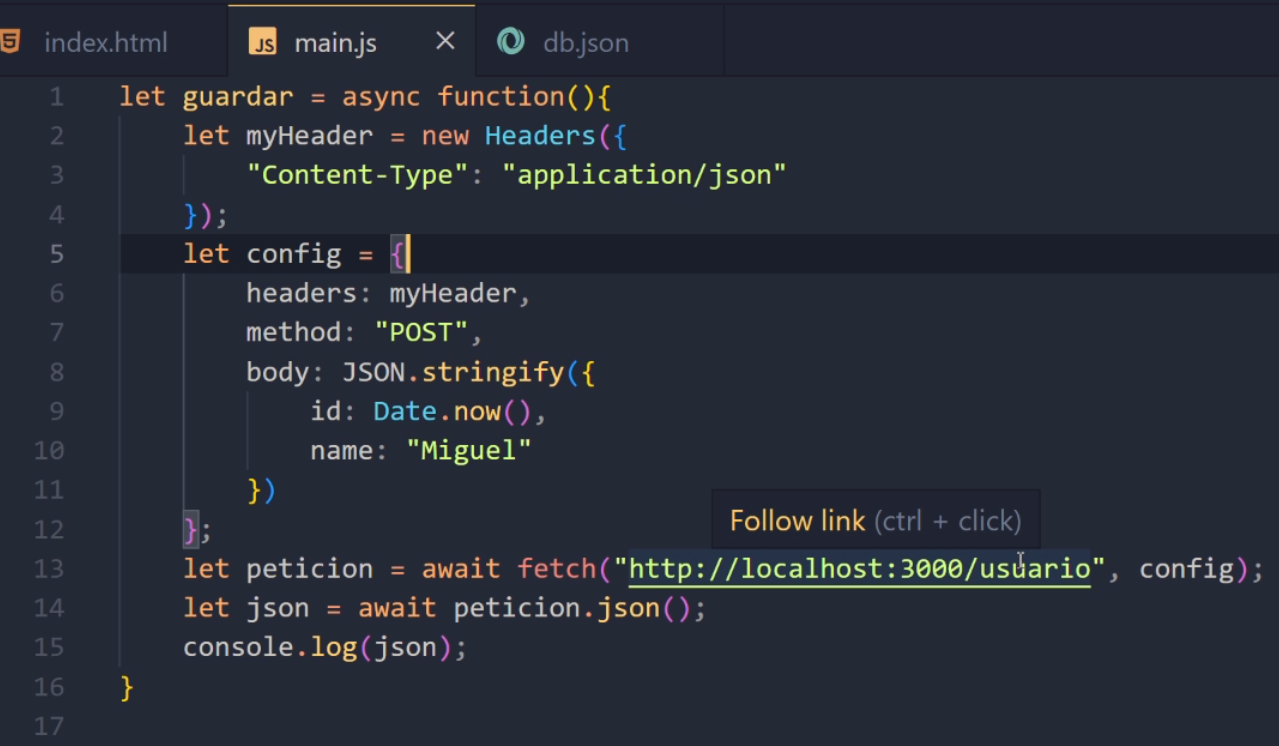 index.html JS main.js × db.json
1 let guardar = async function(){
2 let myHeader = new Headers({
3 "Content-Type": "application/json"
4 });
5 let config = {
6 headers: myHeader,
7 method: "POST",
8 body: JSON.stringify({
9 id: Date.now(),
10 name: "Miguel"
11 })
Follow link (ctrl + click)
12 };
13 let peticion = await fetch("http://localhost:3000/usuario", config);
14 let json = await peticion.json();
15 console.log(json);
16 }
17